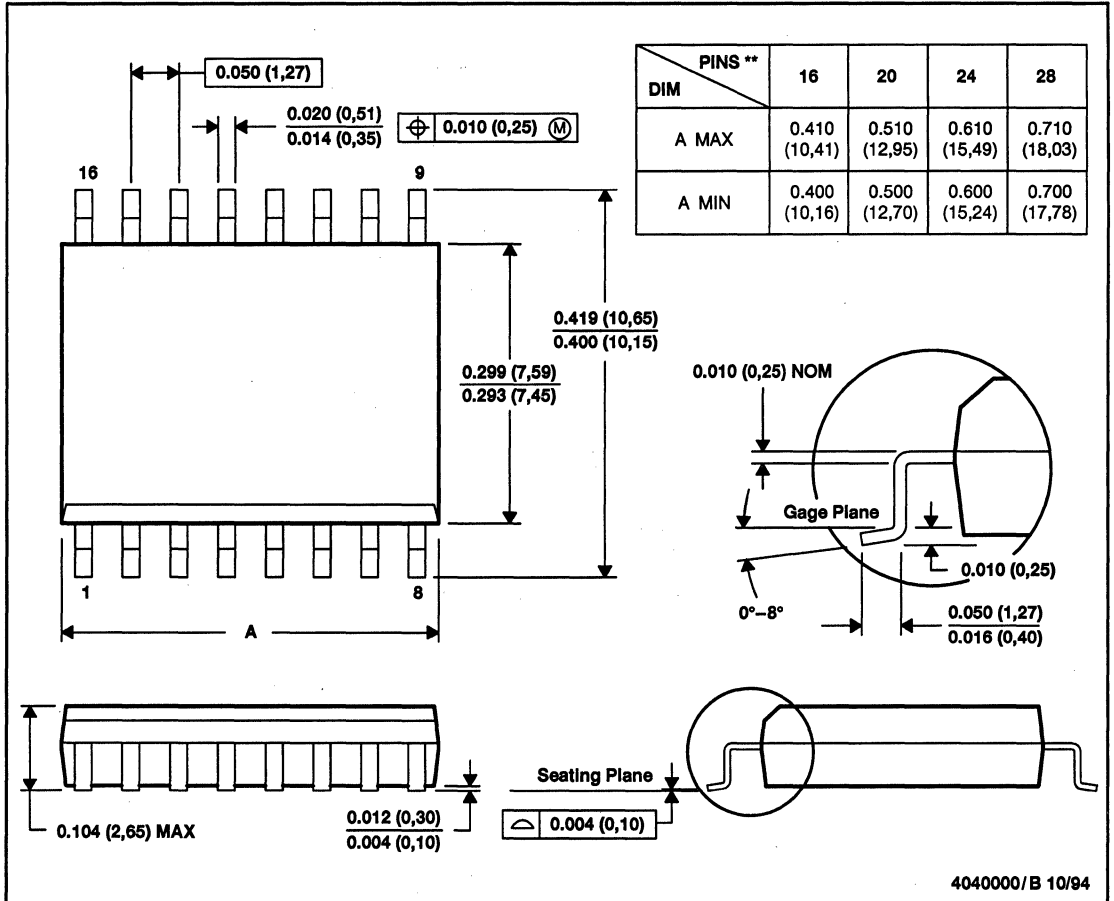 0.050 (1,27)
0.020 (0,51)
0.014 (0,35)
0.010 (0,25) Ⓜ
PINS **
DIM
16 20 24 28
A MAX 0.410 0.510 0.610 0.710
(10,41) (12,95) (15,49) (18,03)
A MIN 0.400 0.500 0.600 0.700
(10,16) (12,70) (15,24) (17,78)
16 9
0.419 (10,65)
0.400 (10,15)
0.299 (7,59)
0.293 (7,45)
1 8
A
0.010 (0,25) NOM
Gage Plane
0.010 (0,25)
0°–8°
0.050 (1,27)
0.016 (0,40)
0.104 (2,65) MAX
0.012 (0,30)
0.004 (0,10)
Seating Plane
0.004 (0,10)
4040000/B 10/94